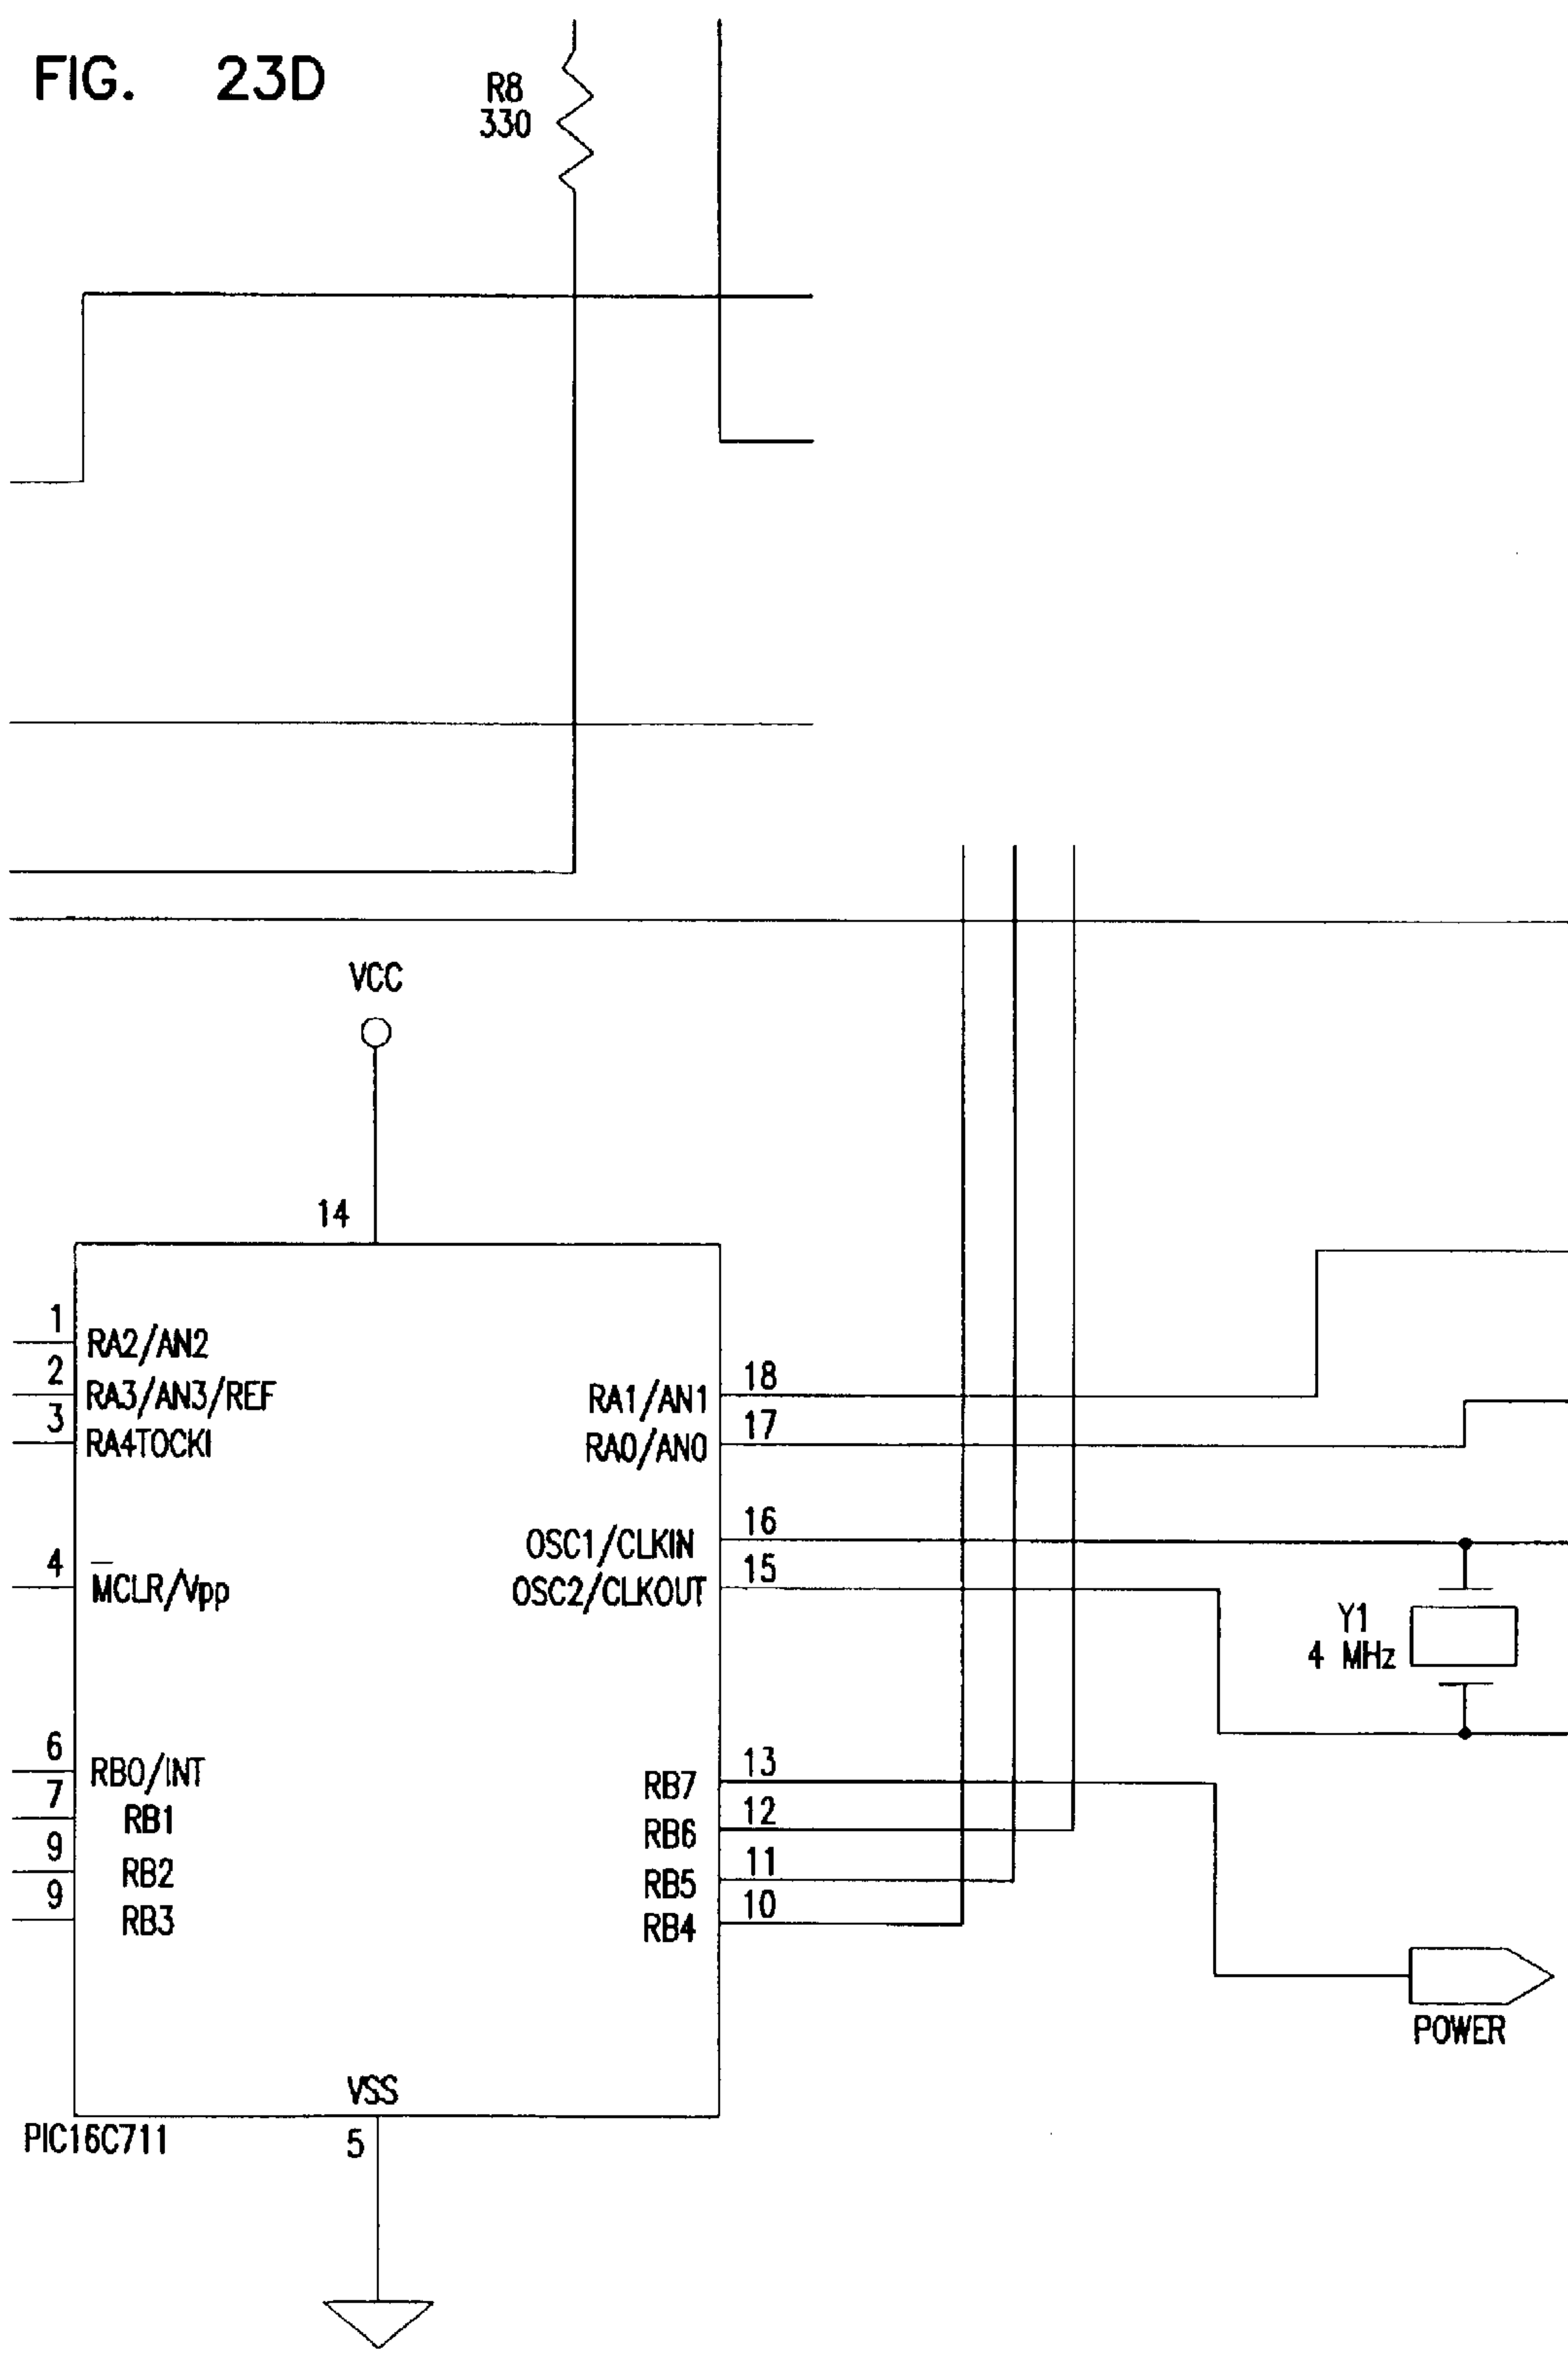 FIG. 23D
R8
330
VCC
14
1
RA2/AN2
2
RA3/AN3/REF
3
RA4TOCKI
4
MCLR/Vpp
6
RB0/INT
7
RB1
9
RB2
9
RB3
18
RA1/AN1
17
RA0/AN0
16
OSC1/CLKIN
15
OSC2/CLKOUT
13
RB7
12
RB6
11
RB5
10
RB4
Y1
4 MHz
POWER
VSS
PIC16C711
5